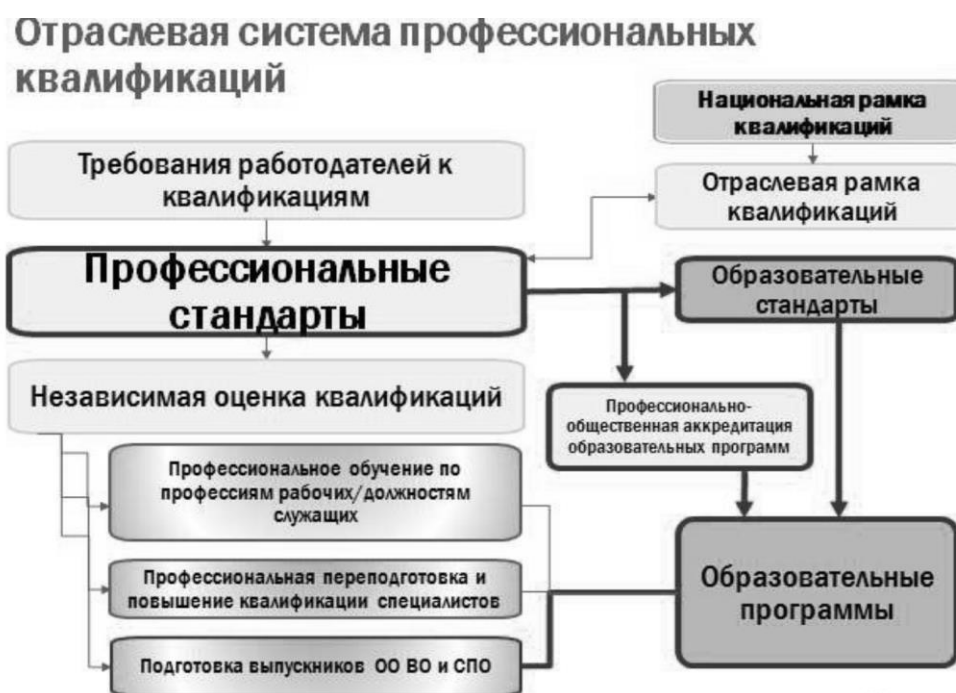 Отраслевая система профессиональных
квалификаций
Национальная рамка
квалификаций
Требования работодателей к
квалификациям
Отраслевая рамка
квалификаций
Профессиональные
стандарты
Образовательные
стандарты
Независимая оценка квалификаций
Профессионально-
общественная аккредитация
образовательных программ
Профессиональное обучение по
профессиям рабочих/должностям
служащих
Профессиональная переподготовка и
повышение квалификации специалистов
Образовательные
программы
Подготовка выпускников ОО ВО и СПО